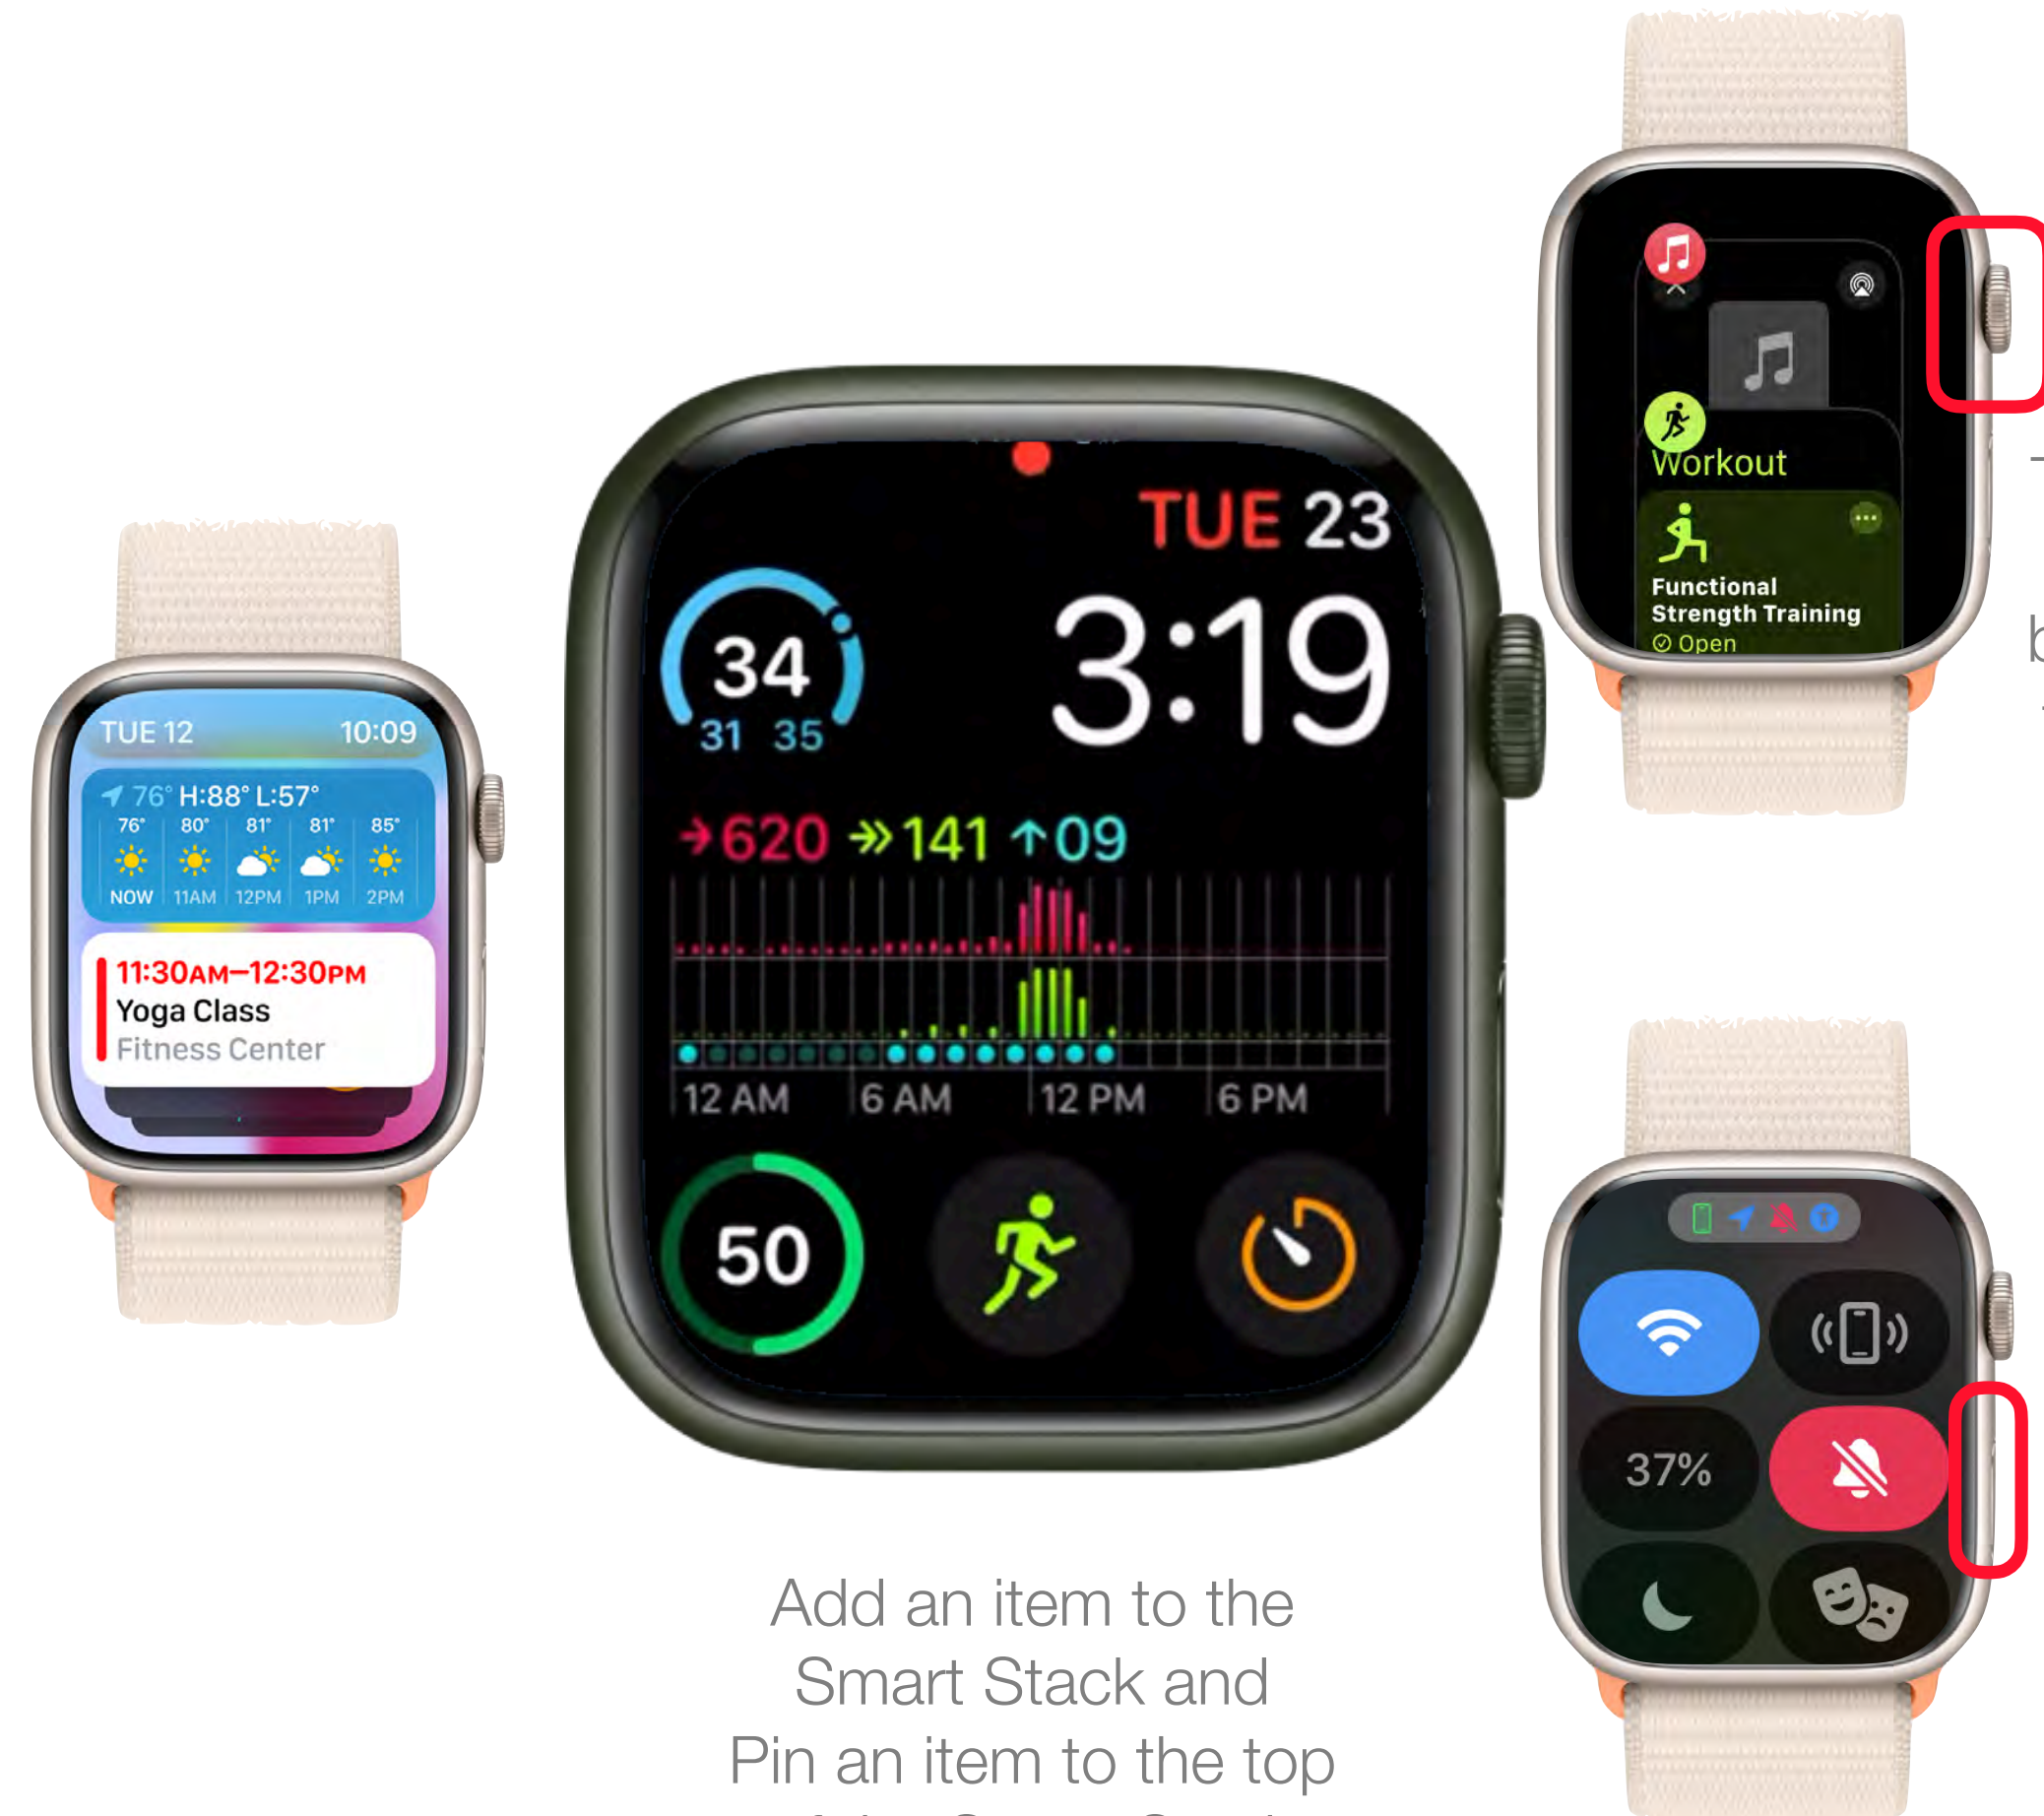 TUE 12 10:09
76° H:88° L:57°
76° 80° 81° 81° 85°
NOW 11AM 12PM 1PM 2PM
11:30AM–12:30PM
Yoga Class
Fitness Center
TUE 23
34
31 35
3:19
→620 »141 ↑09
12 AM 6 AM 12 PM 6 PM
50
Workout
Functional
Strength Training
Open
37%
Add an item to the
Smart Stack and
Pin an item to the top